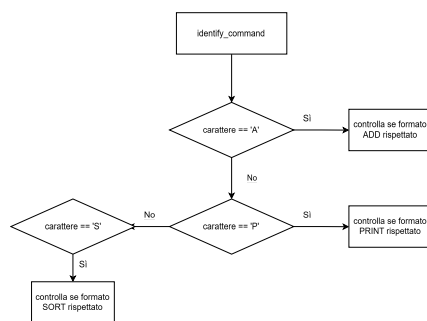 identify_command
carattere == 'A'
Sì
controlla se formato
ADD rispettato
No
carattere == 'P'
Sì
controlla se formato
PRINT rispettato
No
carattere == 'S'
Sì
controlla se formato
SORT rispettato